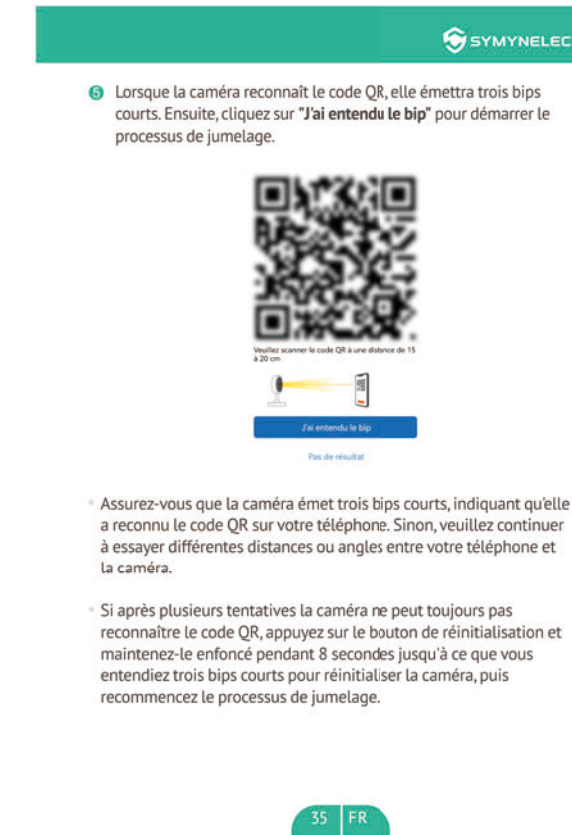 SYMYNELEC
5 Lorsque la caméra reconnaît le code QR, elle émettra trois bips
courts. Ensuite, cliquez sur "J'ai entendu le bip" pour démarrer le
processus de jumelage.
Veuillez scanner le code QR à une distance de 15
à 20 cm
J'ai entendu le bip
Pas de résultat
• Assurez-vous que la caméra émet trois bips courts, indiquant qu'elle
a reconnu le code QR sur votre téléphone. Sinon, veuillez continuer
à essayer différentes distances ou angles entre votre téléphone et
la caméra.
• Si après plusieurs tentatives la caméra ne peut toujours pas
reconnaître le code QR, appuyez sur le bouton de réinitialisation et
maintenez-le enfoncé pendant 8 secondes jusqu'à ce que vous
entendiez trois bips courts pour réinitialiser la caméra, puis
recommencez le processus de jumelage.
35 FR